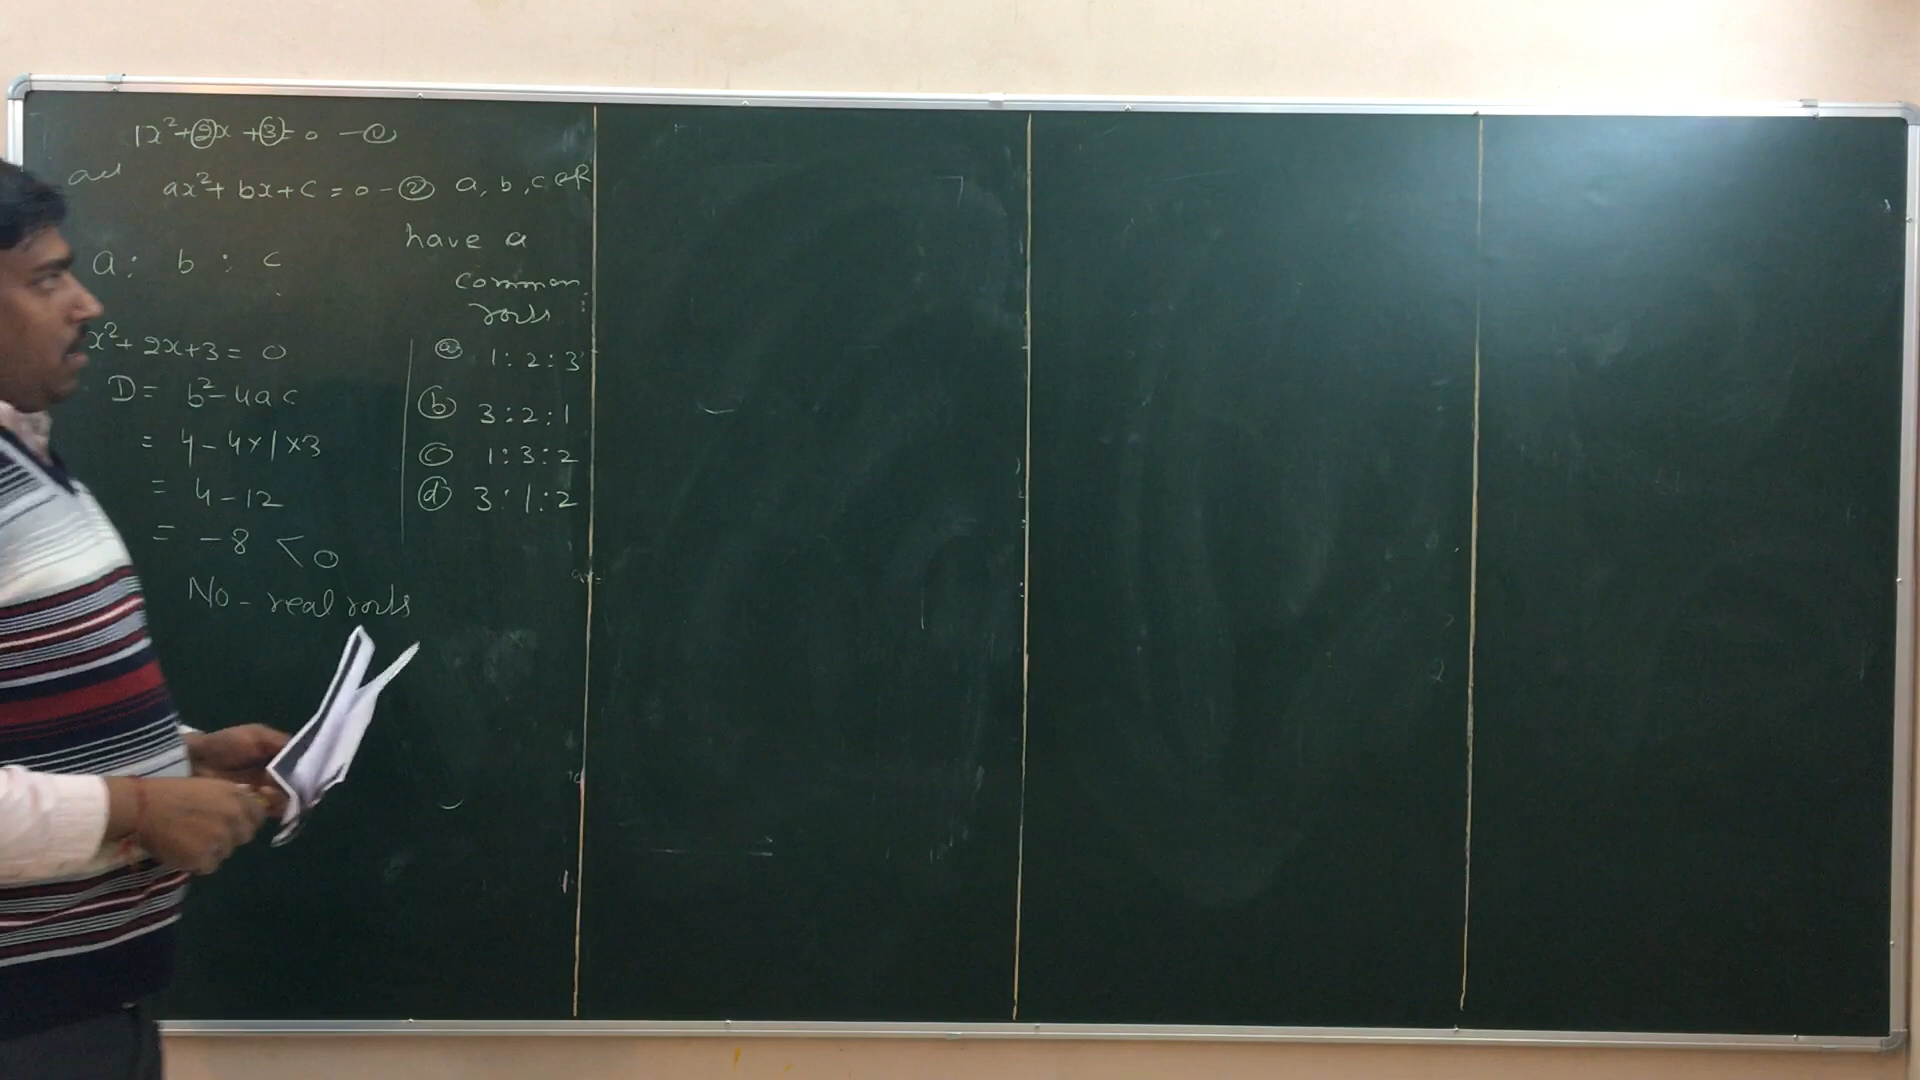 1x²+2x+3=0 —①
and
ax²+bx+c=0-② a,b,c∈R
have a
a: b : c
common
roots
x²+2x+3=0
ⓐ 1:2:3
D= b²-4ac
ⓑ 3:2:1
= 4-4×1×3
ⓒ 1:3:2
= 4-12
ⓓ 3:1:2
= -8 <0
No-real roots